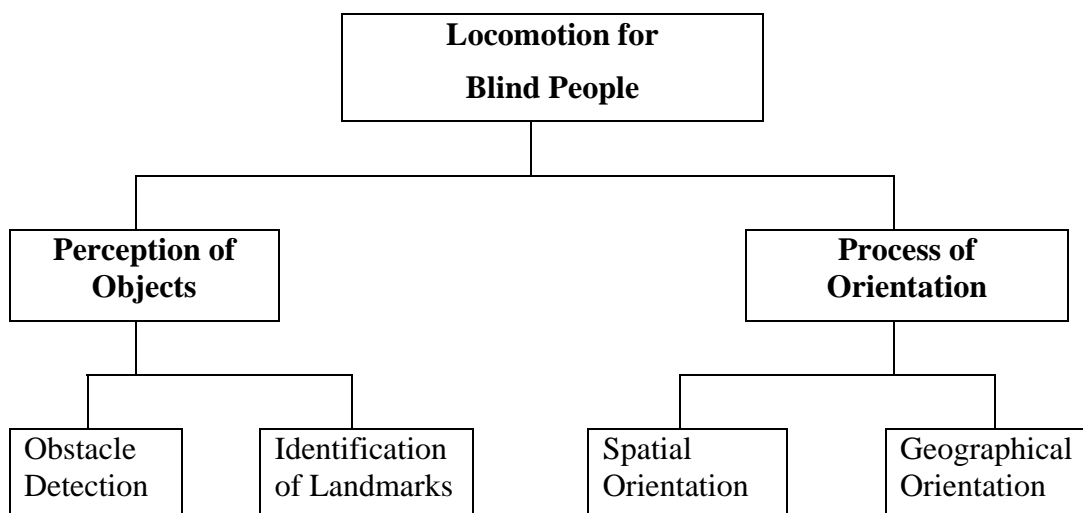 Locomotion for
Blind People
Perception of
Objects
Process of
Orientation
Obstacle
Detection
Identification
of Landmarks
Spatial
Orientation
Geographical
Orientation